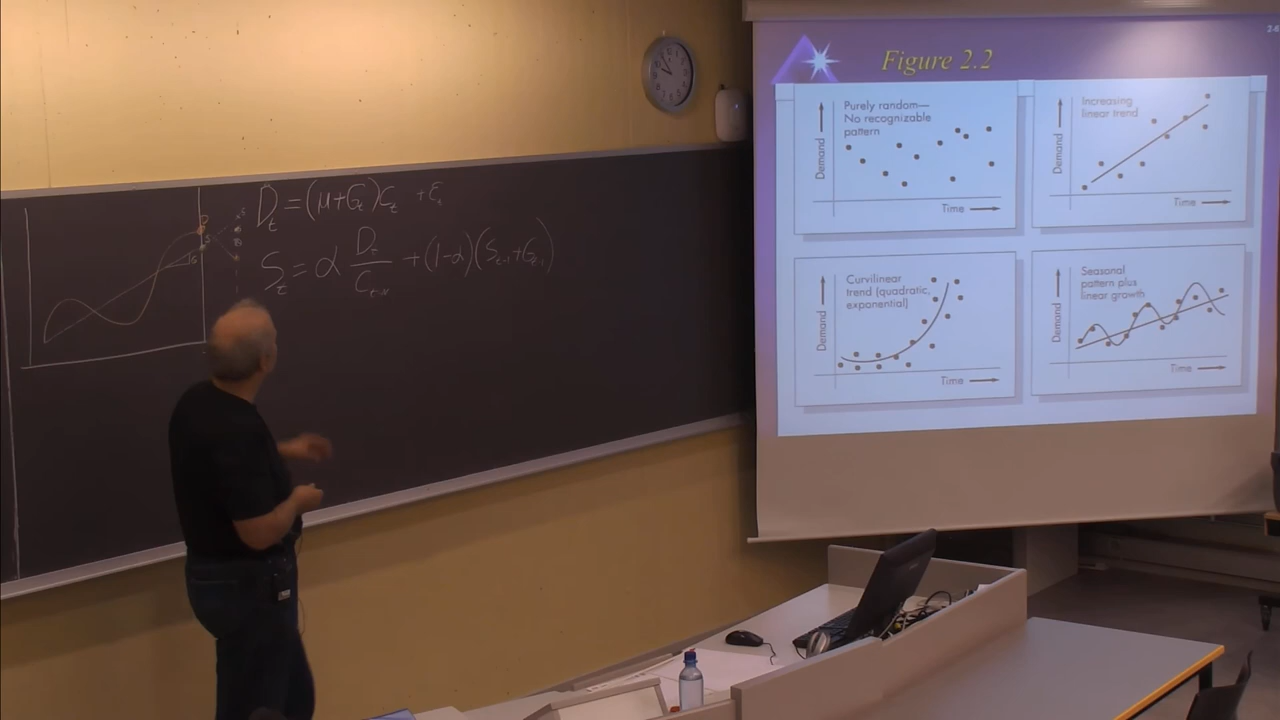 D_t = (μ+G_t)C_t + ε_t
S_t = α D_t / C_{t-N} + (1-α)(S_{t-1}+G_{t-1})
Figure 2.2
Purely random—
No recognizable
pattern
Demand
Time
Increasing
linear trend
Demand
Time
Curvilinear
trend (quadratic,
exponential)
Demand
Time
Seasonal
pattern plus
linear growth
Demand
Time